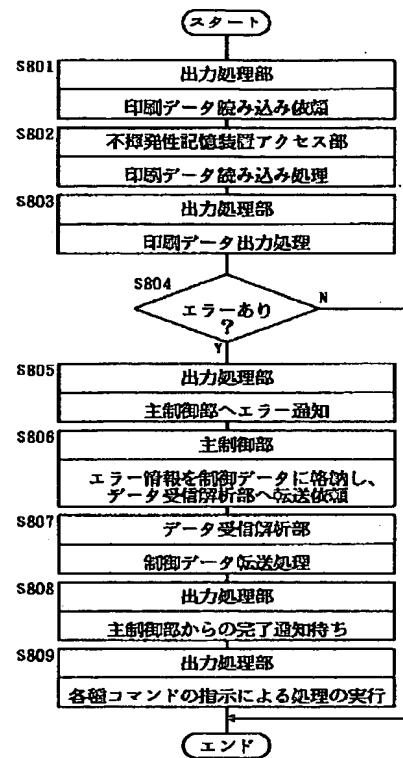 スタート
S801
出力処理部
印刷データ読み込み依頼
S802
不揮発性記憶装置アクセス部
印刷データ読み込み処理
S803
出力処理部
印刷データ出力処理
S804
エラーあり
?
N
Y
S805
出力処理部
主制御部へエラー通知
S806
主制御部
エラー情報を制御データに格納し、
データ受信解析部へ転送依頼
S807
データ受信解析部
制御データ転送処理
S808
出力処理部
主制御部からの完了通知待ち
S809
出力処理部
各種コマンドの指示による処理の実行
エンド